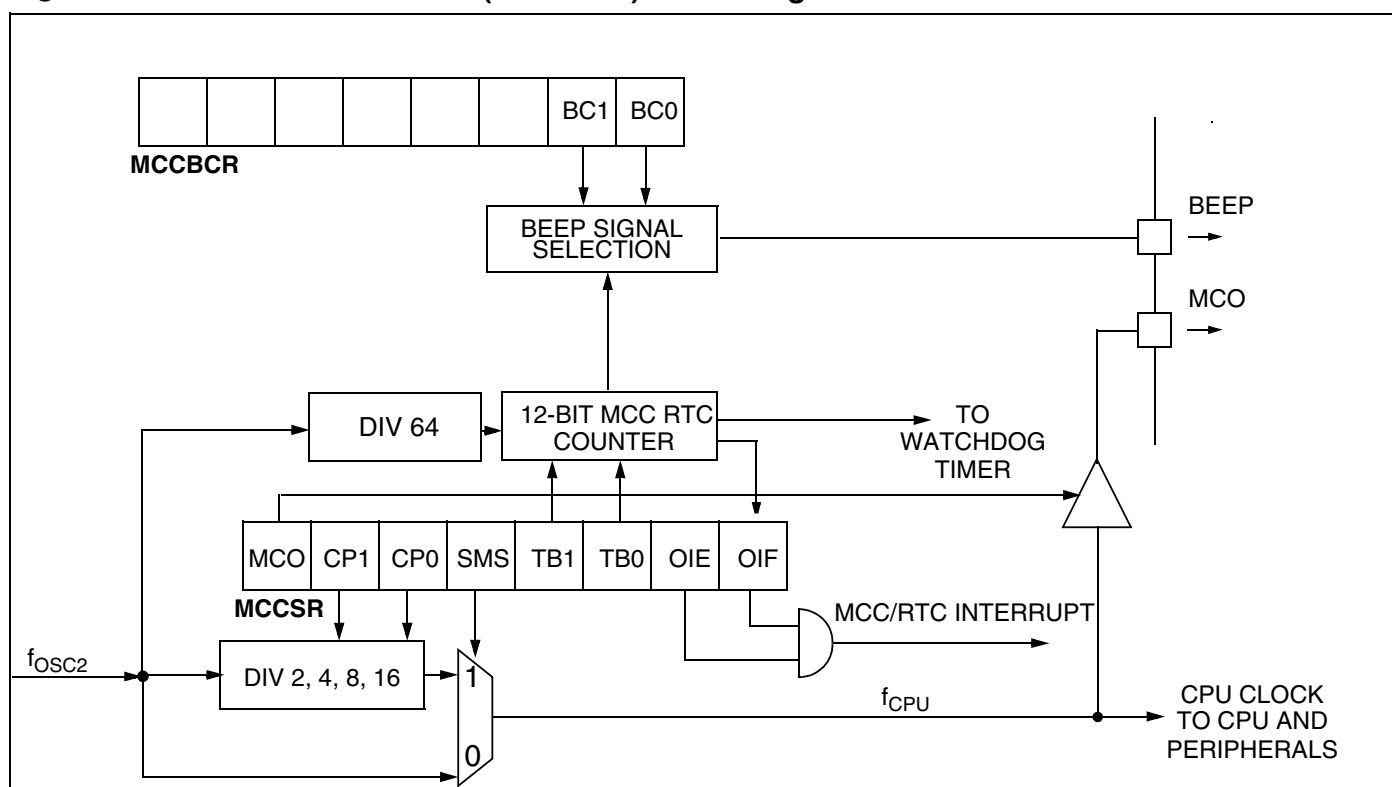 BC1 BC0
MCCBCR
BEEP SIGNAL
SELECTION
BEEP
MCO
DIV 64
12-BIT MCC RTC
COUNTER
TO
WATCHDOG
TIMER
MCO CP1 CP0 SMS TB1 TB0 OIE OIF
MCCSR
MCC/RTC INTERRUPT
fOSC2
DIV 2, 4, 8, 16
1
0
fCPU
CPU CLOCK
TO CPU AND
PERIPHERALS